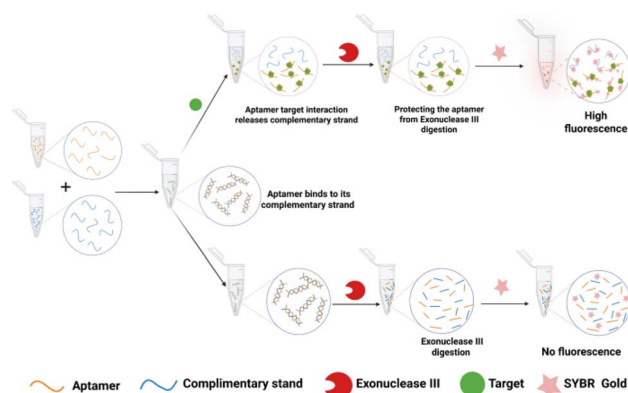 Aptamer target interaction
releases complementary strand
Protecting the aptamer
from Exonuclease III
digestion
High
fluorescence
+
Aptamer binds to its
complementary strand
Exonuclease III
digestion
No fluorescence
Aptamer
Complimentary stand
Exonuclease III
Target
SYBR Gold